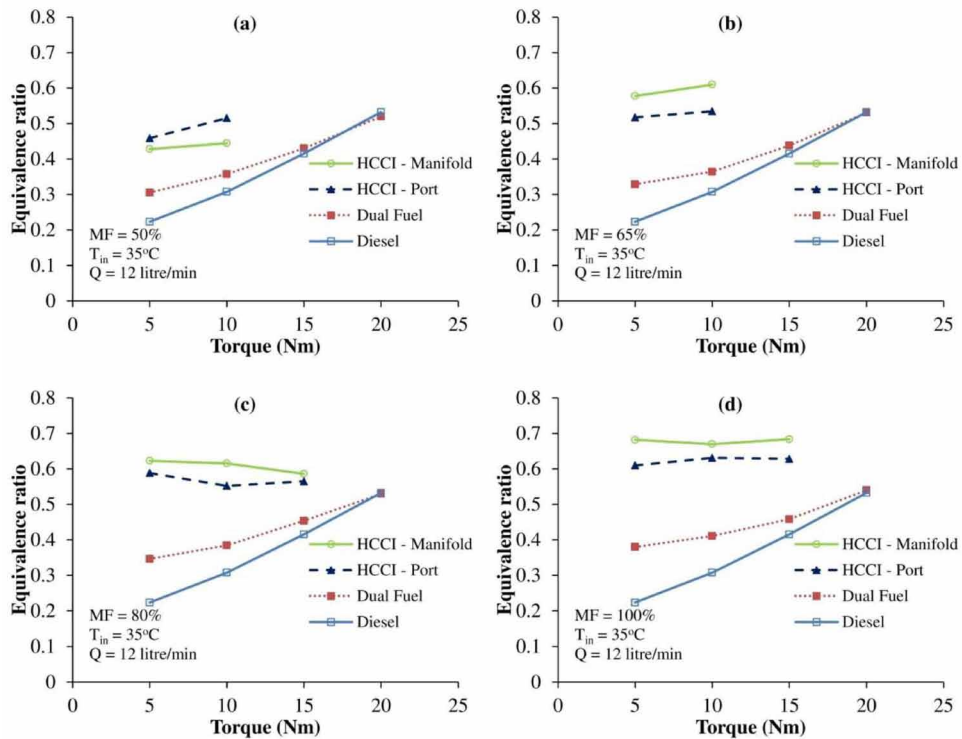 (a)
Equivalence ratio
0.8
0.7
0.6
0.5
0.4
0.3
0.2
0.1
0
HCCI - Manifold
HCCI - Port
Dual Fuel
Diesel
MF = 50%
Tin = 35°C
Q = 12 litre/min
0 5 10 15 20 25
Torque (Nm)
(b)
Equivalence ratio
0.8
0.7
0.6
0.5
0.4
0.3
0.2
0.1
0
HCCI - Manifold
HCCI - Port
Dual Fuel
Diesel
MF = 65%
Tin = 35°C
Q = 12 litre/min
0 5 10 15 20 25
Torque (Nm)
(c)
Equivalence ratio
0.8
0.7
0.6
0.5
0.4
0.3
0.2
0.1
0
HCCI - Manifold
HCCI - Port
Dual Fuel
Diesel
MF = 80%
Tin = 35°C
Q = 12 litre/min
0 5 10 15 20 25
Torque (Nm)
(d)
Equivalence ratio
0.8
0.7
0.6
0.5
0.4
0.3
0.2
0.1
0
HCCI - Manifold
HCCI - Port
Dual Fuel
Diesel
MF = 100%
Tin = 35°C
Q = 12 litre/min
0 5 10 15 20 25
Torque (Nm)